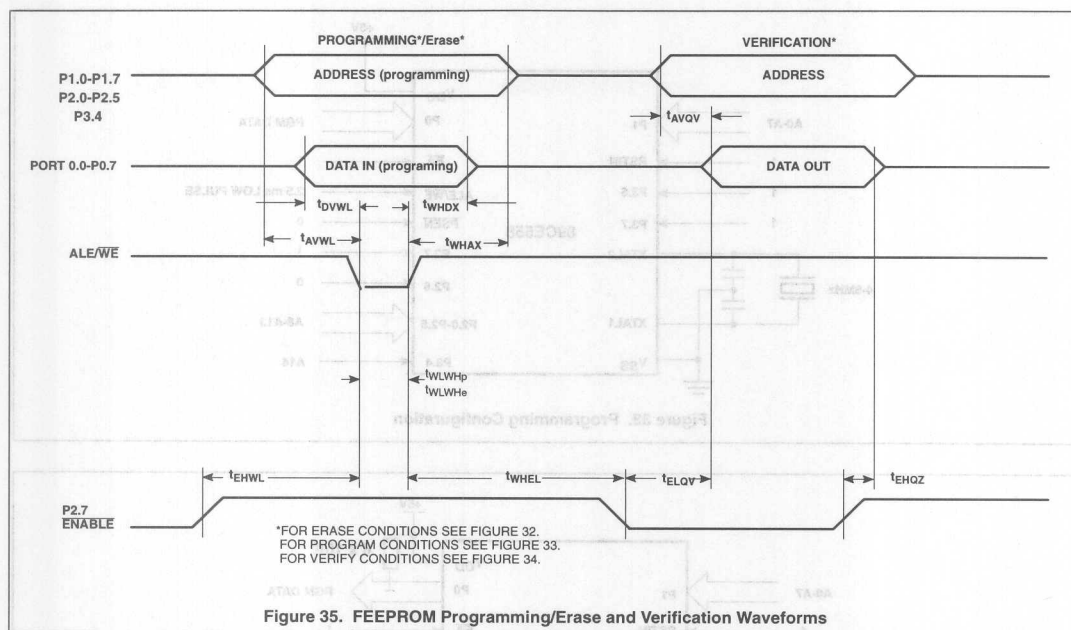 PROGRAMMING*/Erase*
VERIFICATION*
P1.0-P1.7
P2.0-P2.5
P3.4
ADDRESS (programming)
ADDRESS
tAVQV
PORT 0.0-P0.7
DATA IN (programing)
DATA OUT
tDVWL
tWHDX
tAVWL
tWHAX
ALE/WE
tWLWHp
tWLWHe
tEHWL
tWHEL
tELQV
tEHQZ
P2.7
ENABLE
*FOR ERASE CONDITIONS SEE FIGURE 32.
FOR PROGRAM CONDITIONS SEE FIGURE 33.
FOR VERIFY CONDITIONS SEE FIGURE 34.
Figure 35. FEEPROM Programming/Erase and Verification Waveforms